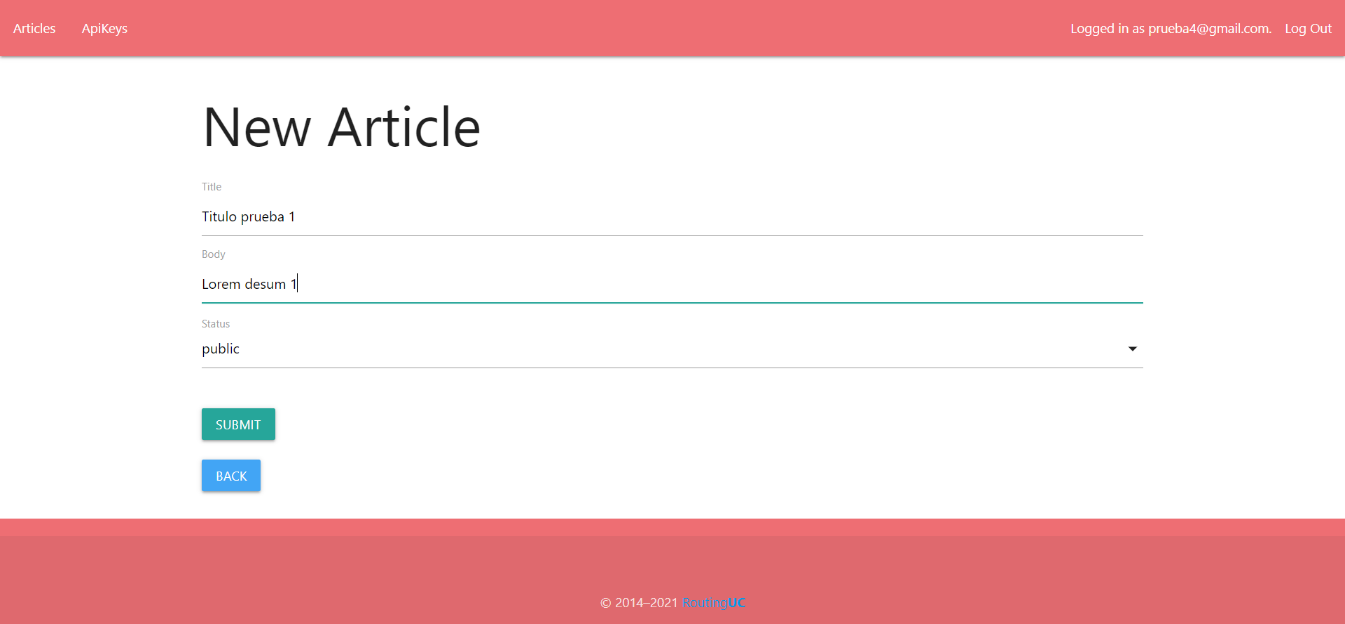 Articles ApiKeys Logged in as prueba4@gmail.com. Log Out
New Article
Title
Titulo prueba 1
Body
Lorem desum 1
Status
public
SUBMIT
BACK
© 2014–2021 RoutingUC